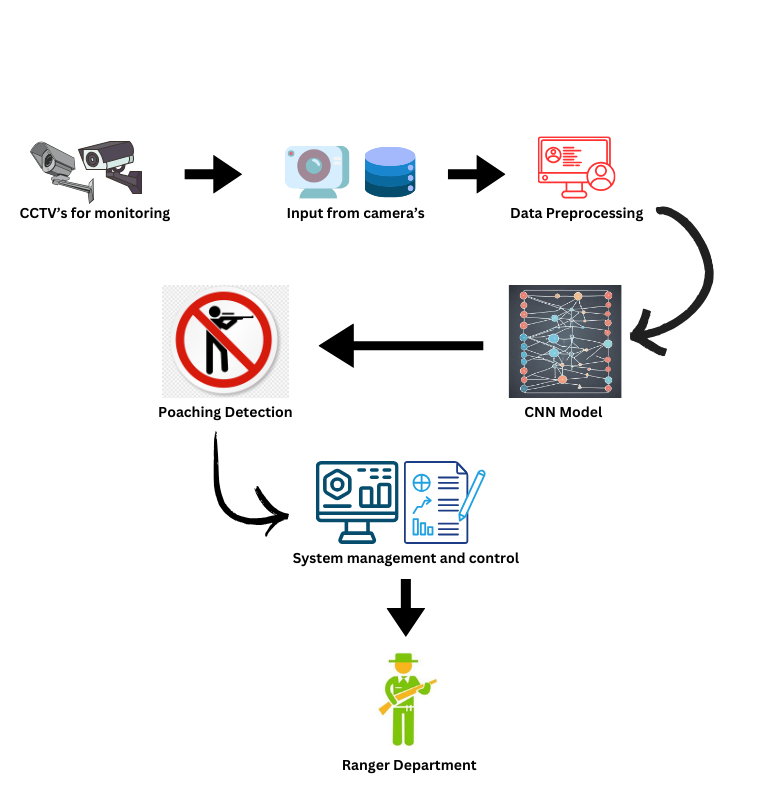 CCTV's for monitoring
Input from camera's
Data Preprocessing
Poaching Detection
CNN Model
System management and control
Ranger Department